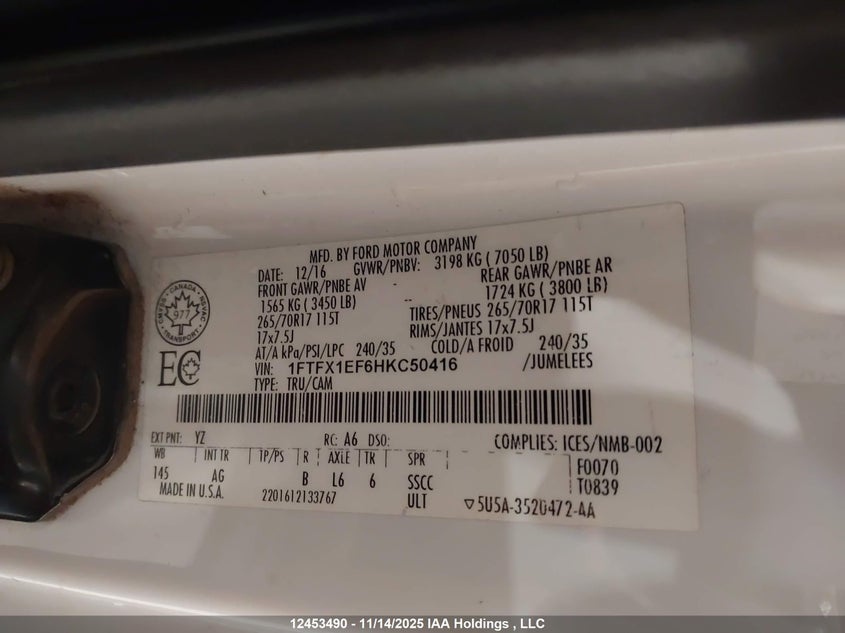 MFD. BY FORD MOTOR COMPANY
DATE: 12/16 GVWR/PNBV: 3198 KG ( 7050 LB)
FRONT GAWR/PNBE AV -- REAR GAWR/PNBE AR
1565 KG ( 3450 LB) 1724 KG ( 3800 LB)
265/70R17 115T TIRES/PNEUS 265/70R17 115T
17x7.5J RIMS/JANTES 17x7.5J
AT/A kPa/PSI/LPC 240/35 COLD/A FROID 240/35
VIN: 1FTFX1EF6HKC50416 /JUMELEES
TYPE: TRU/CAM
CANADA
977
TRANSPORT
EC
EXT PNT: YZ RC: A6 DSO: COMPLIES: ICES/NMB-002
WB INT TR TP/PS R AXLE TR SPR F0070
145 AG B L6 6 SSCC T0839
MADE IN U.S.A. 2201612133767 ULT ▽5U5A-3520472-AA
12453490 - 11/14/2025 IAA Holdings , LLC